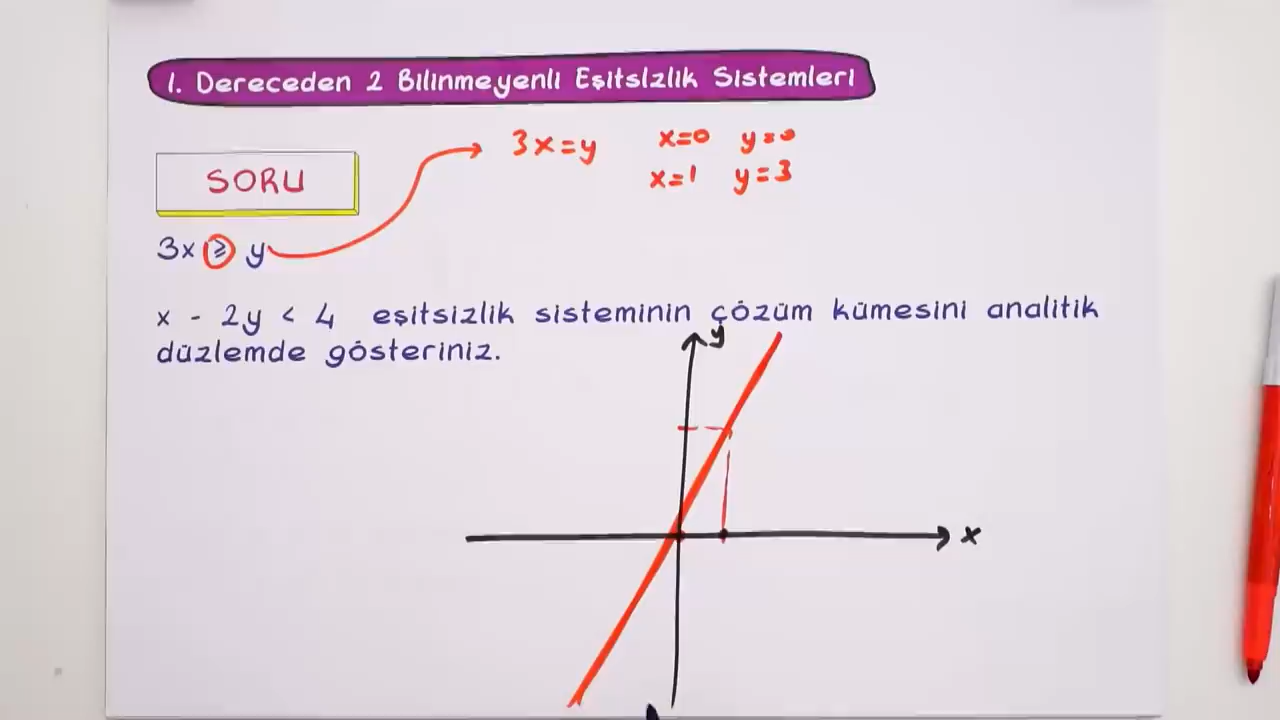 1. Dereceden 2 Bilinmeyenli Eşitsizlik Sistemleri
3x=y x=0 y=0
x=1 y=3
SORU
3x ≥ y
x - 2y < 4 eşitsizlik sisteminin çözüm kümesini analitik
düzlemde gösteriniz.
y
x